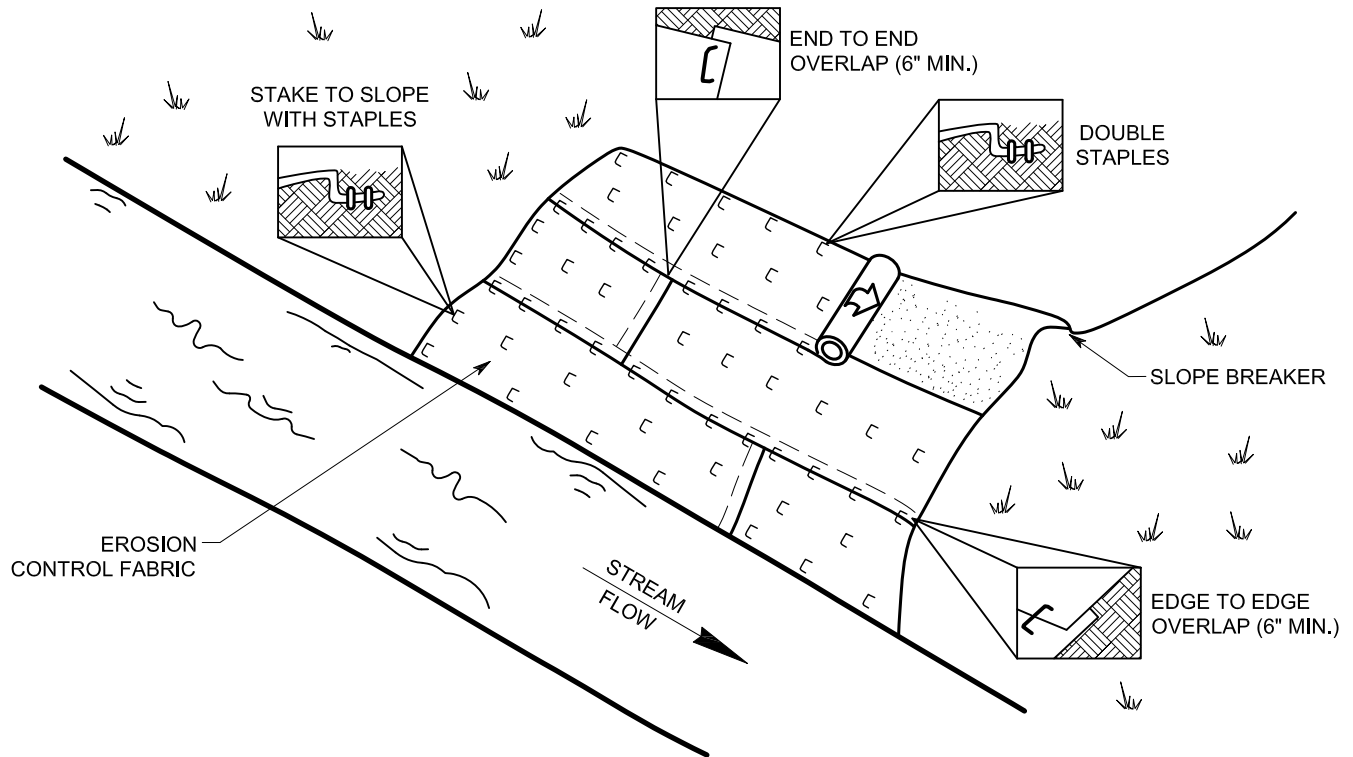 END TO END
OVERLAP (6" MIN.)
STAKE TO SLOPE
WITH STAPLES
DOUBLE
STAPLES
SLOPE BREAKER
EROSION
CONTROL FABRIC
STREAM
FLOW
EDGE TO EDGE
OVERLAP (6" MIN.)